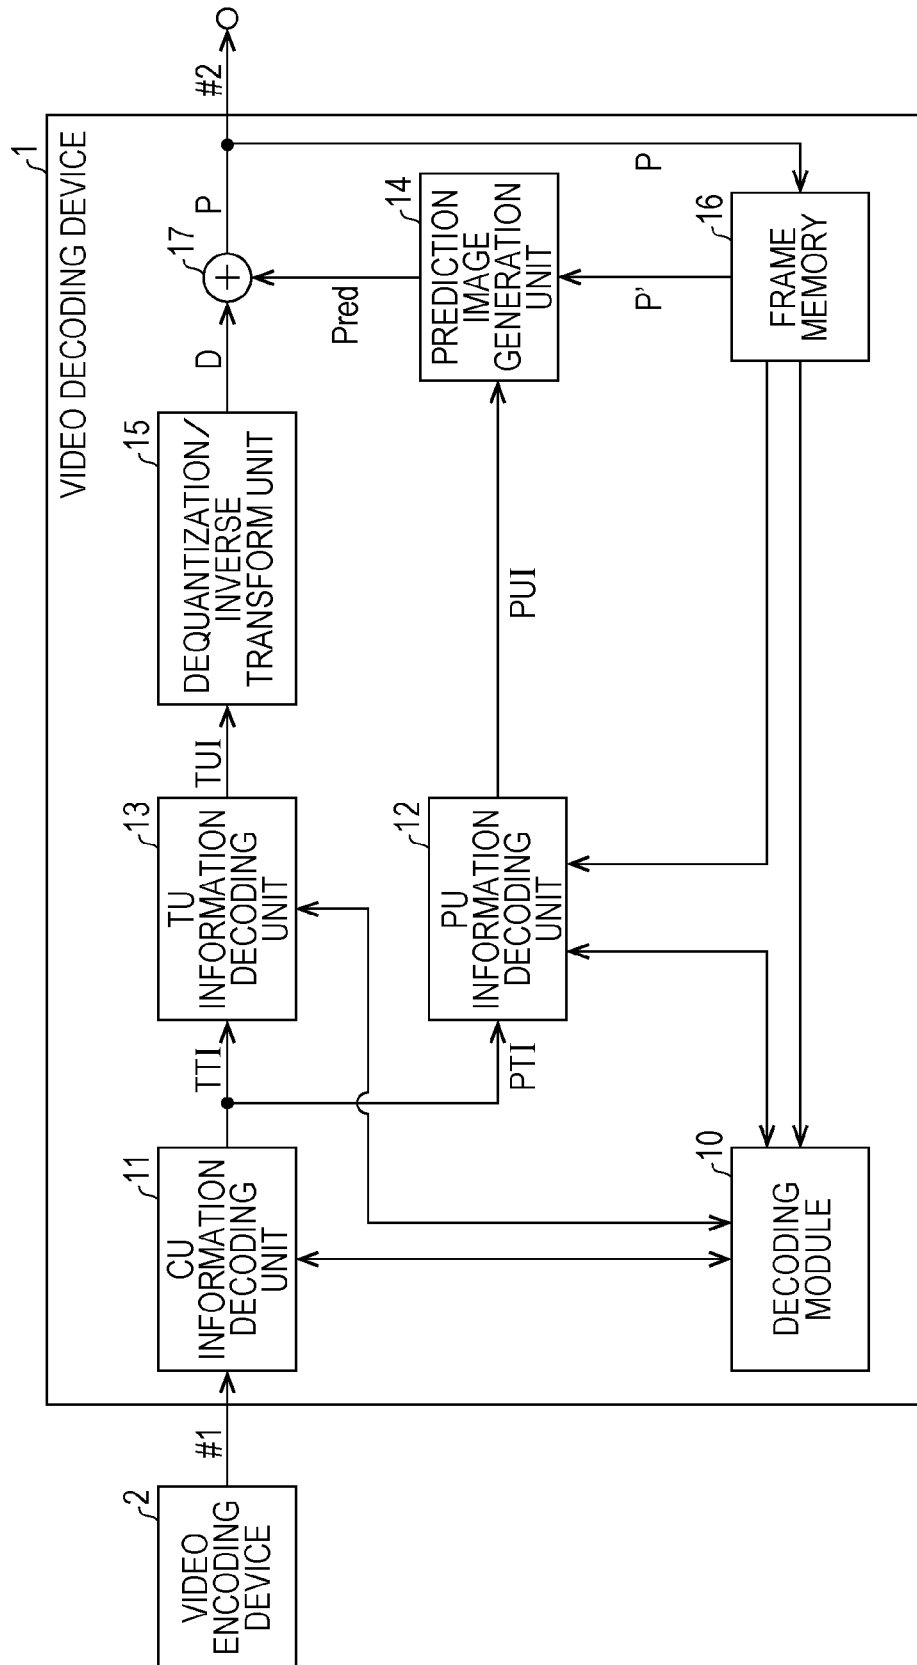 1
VIDEO DECODING DEVICE
2
VIDEO
ENCODING
DEVICE
#1
11
CU
INFORMATION
DECODING
UNIT
TTI
13
TU
INFORMATION
DECODING
UNIT
TUI
15
DEQUANTIZATION/
INVERSE
TRANSFORM UNIT
D
17
+
P
#2
PTI
12
PU
INFORMATION
DECODING
UNIT
PUI
14
PREDICTION
IMAGE
GENERATION
UNIT
Pred
P'
P
10
DECODING
MODULE
16
FRAME
MEMORY